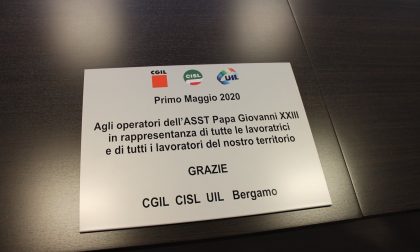 CGIL CISL UIL
Primo Maggio 2020
Agli operatori dell'ASST Papa Giovanni XXIII
in rappresentanza di tutte le lavoratrici
e di tutti i lavoratori del nostro territorio
GRAZIE
CGIL CISL UIL Bergamo